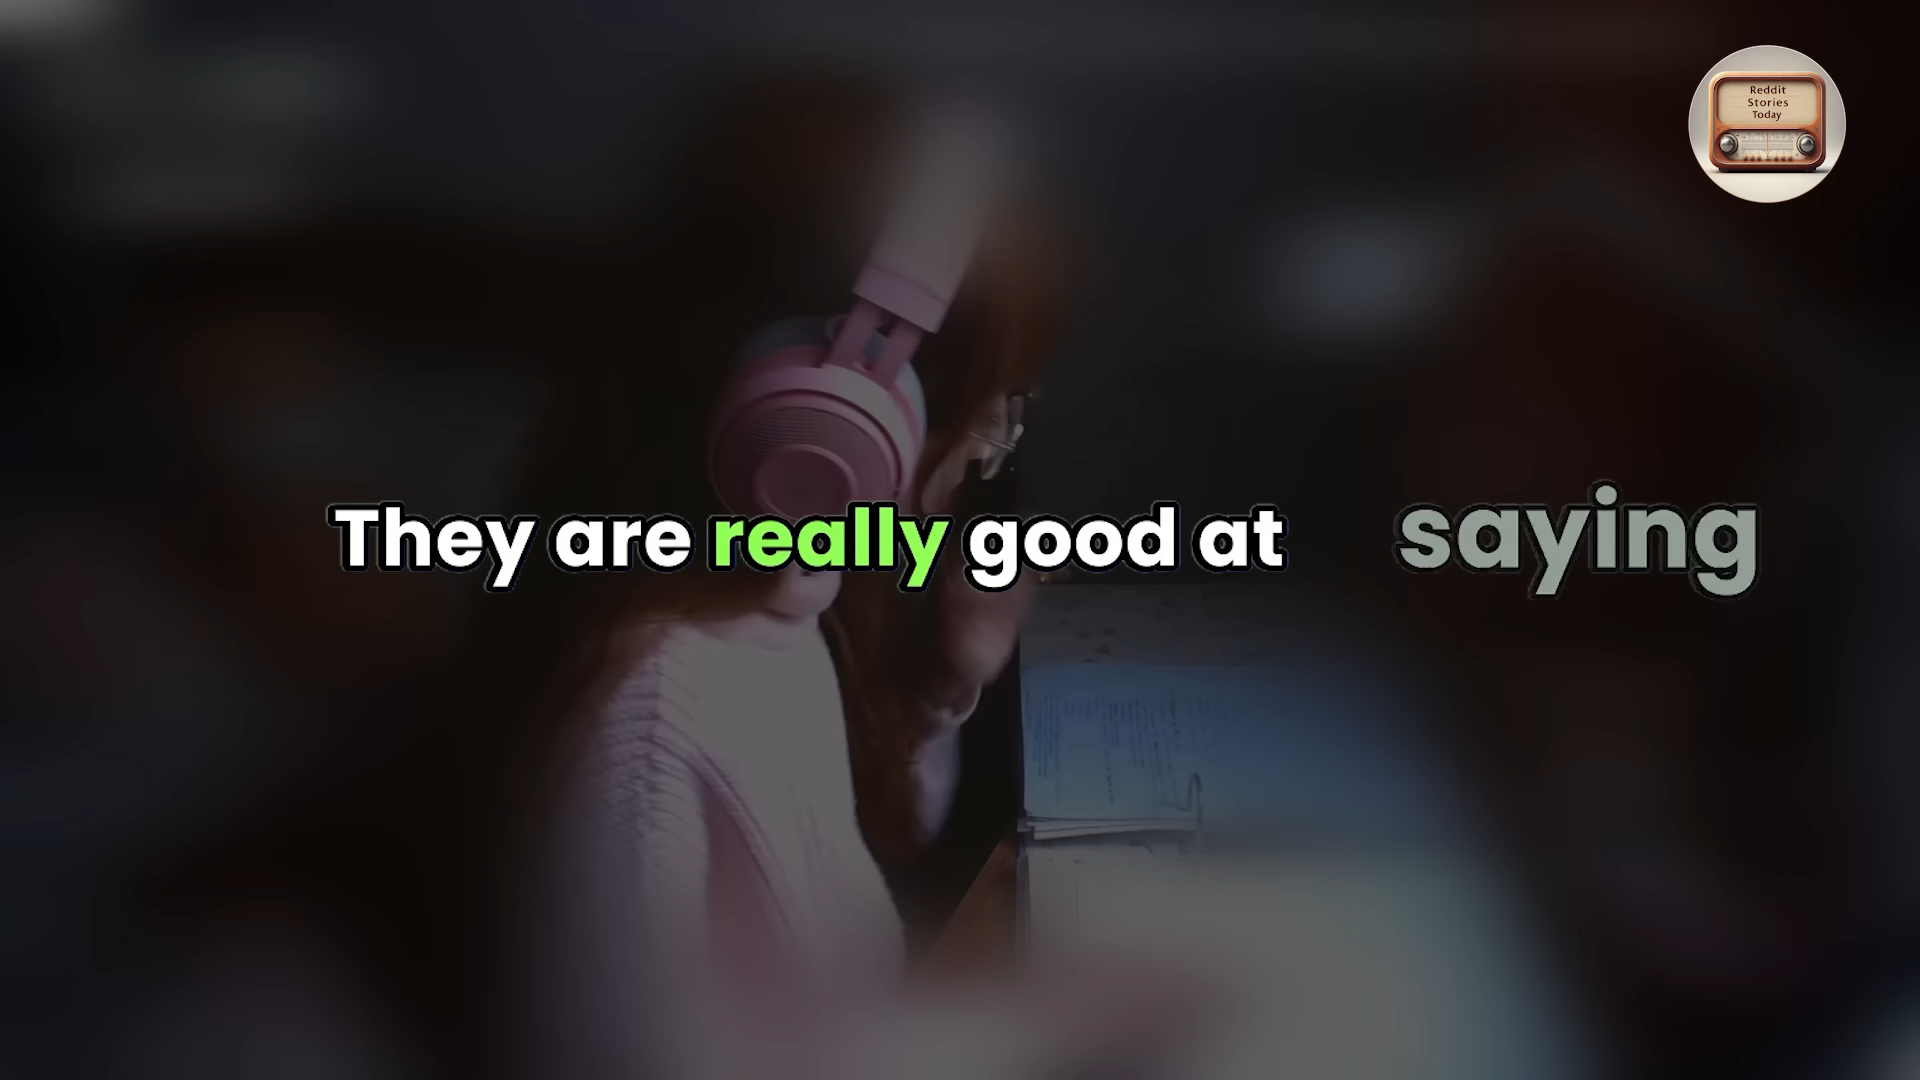 Reddit
Stories
Today
They are really good at saying